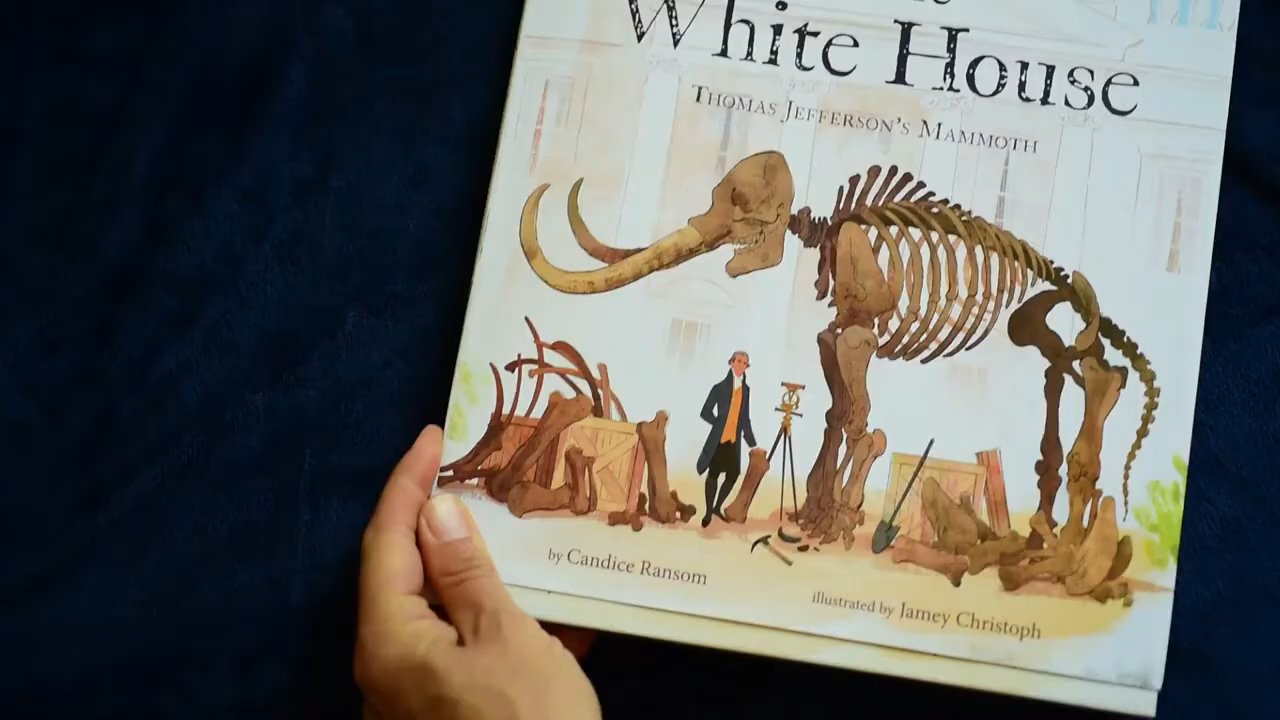 White House
THOMAS JEFFERSON'S MAMMOTH
by Candice Ransom
illustrated by Jamey Christoph